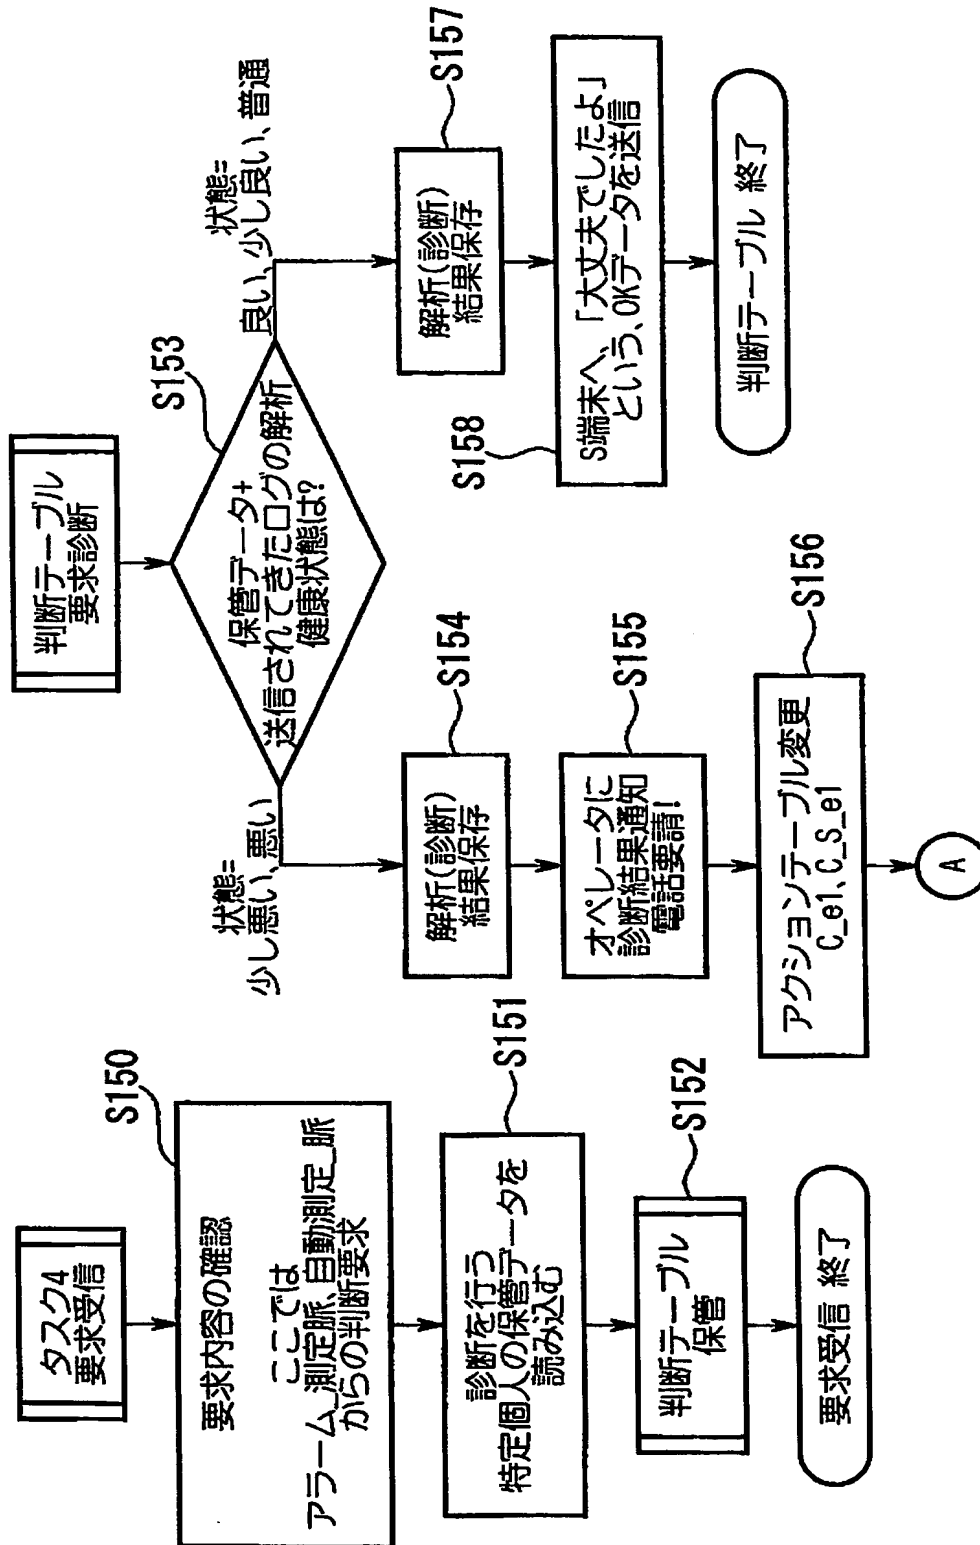 タスク4
要求受信
S150
要求内容の確認
ここでは
アラーム_測定脈、自動測定_脈
からの判断要求
S151
診断を行う
特定個人の保管データを
読み込む
S152
判断テーブル
保管
要求受信 終了
判断テーブル
要求診断
S153
保管データ+
送信されてきたログの解析
健康状態は?
状態=
少し悪い、悪い
S154
解析(診断)
結果保存
S155
オペレータに
診断結果通知
電話要請!
S156
アクションテーブル変更
C_e1、C_S_e1
A
状態=
良い、少し良い、普通
S157
解析(診断)
結果保存
S158
S端末へ、「大丈夫でしたよ」
という、OKデータを送信
判断テーブル 終了